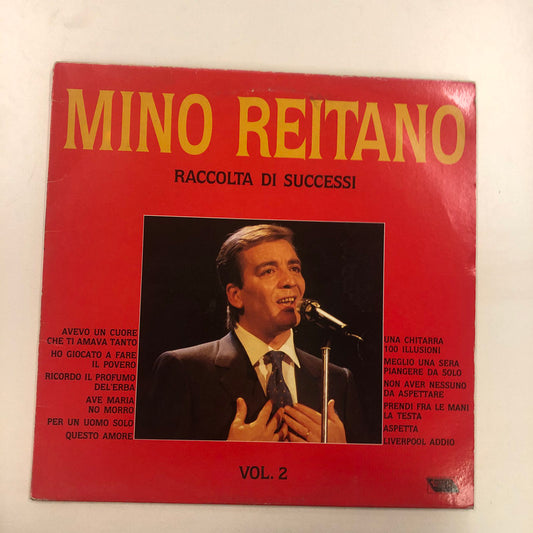 MINO REITANO
RACCOLTA DI SUCCESSI
AVEVO UN CUORE
CHE TI AMAVA TANTO
HO GIOCATO A FARE
IL POVERO
RICORDO IL PROFUMO
DEL'ERBA
AVE MARIA
NO MORRO
PER UN UOMO SOLO
QUESTO AMORE
UNA CHITARRA
100 ILLUSIONI
MEGLIO UNA SERA
PIANGERE DA SOLO
NON AVER NESSUNO
DA ASPETTARE
PRENDI FRA LE MANI
LA TESTA
ASPETTA
LIVERPOOL ADDIO
VOL. 2